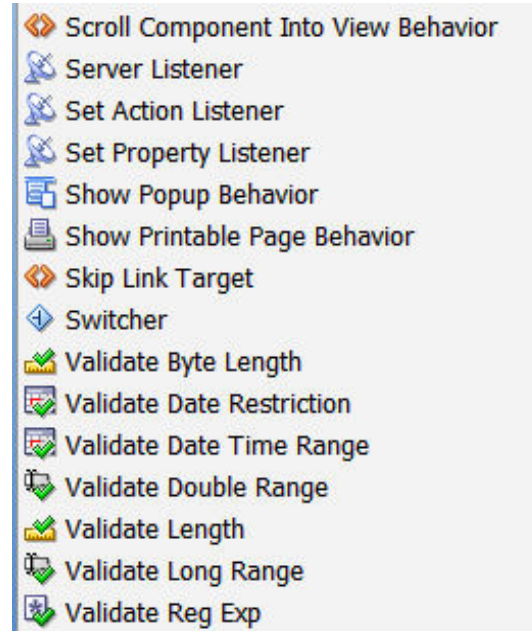 Scroll Component Into View Behavior
Server Listener
Set Action Listener
Set Property Listener
Show Popup Behavior
Show Printable Page Behavior
Skip Link Target
Switcher
Validate Byte Length
Validate Date Restriction
Validate Date Time Range
Validate Double Range
Validate Length
Validate Long Range
Validate Reg Exp